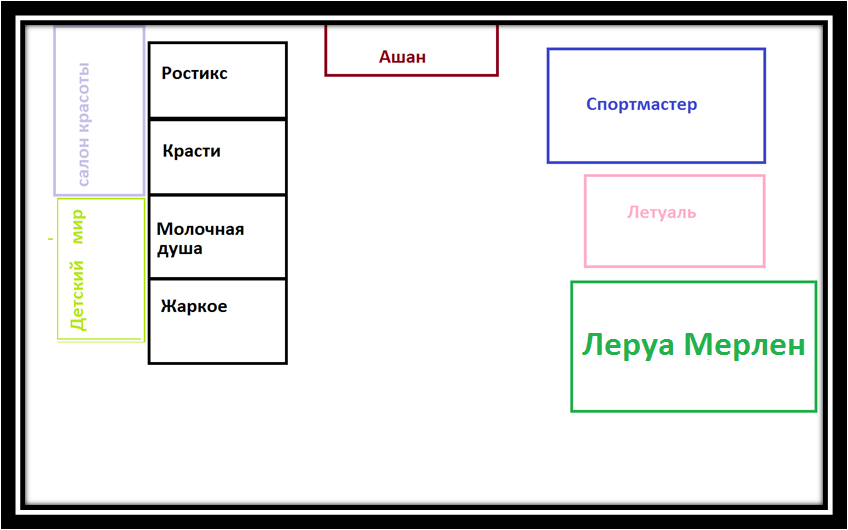 салон красоты
Детский мир
Ростикс
Красти
Молочная
душа
Жаркое
Ашан
Спортмастер
Летуаль
Леруа Мерлен